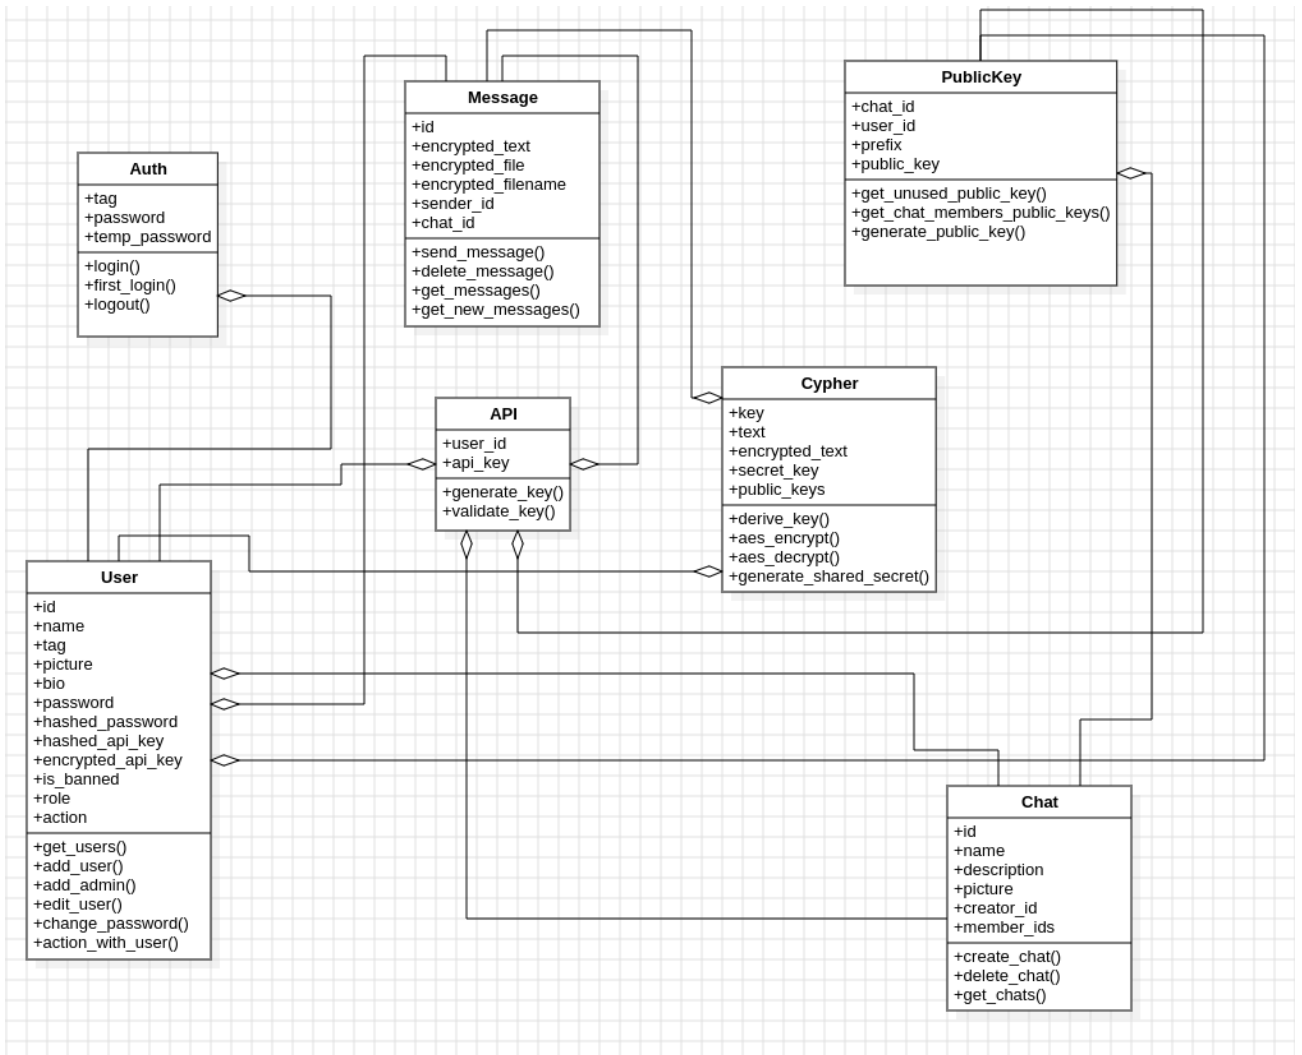 Auth
+tag
+password
+temp_password
+login()
+first_login()
+logout()
Message
+id
+encrypted_text
+encrypted_file
+encrypted_filename
+sender_id
+chat_id
+send_message()
+delete_message()
+get_messages()
+get_new_messages()
PublicKey
+chat_id
+user_id
+prefix
+public_key
+get_unused_public_key()
+get_chat_members_public_keys()
+generate_public_key()
API
+user_id
+api_key
+generate_key()
+validate_key()
Cypher
+key
+text
+encrypted_text
+secret_key
+public_keys
+derive_key()
+aes_encrypt()
+aes_decrypt()
+generate_shared_secret()
User
+id
+name
+tag
+picture
+bio
+password
+hashed_password
+hashed_api_key
+encrypted_api_key
+is_banned
+role
+action
+get_users()
+add_user()
+add_admin()
+edit_user()
+change_password()
+action_with_user()
Chat
+id
+name
+description
+picture
+creator_id
+member_ids
+create_chat()
+delete_chat()
+get_chats()